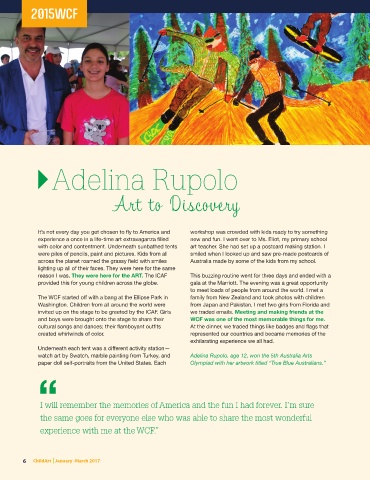 2015WCF
Adelina Rupolo
Art to Discovery
It's not every day you get chosen to fly to America and
experience a once in a life-time art extravaganza filled
with color and contentment. Underneath sunbathed tents
were piles of pencils, paint and pictures. Kids from all
across the planet roamed the grassy field with smiles
lighting up all of their faces. They were here for the same
reason I was. They were here for the ART. The ICAF
provided this for young children across the globe.
The WCF started off with a bang at the Ellipse Park in
Washington. Children from all around the world were
invited up on the stage to be greeted by the ICAF. Girls
and boys were brought onto the stage to share their
cultural songs and dances; their flamboyant outfits
created whirlwinds of color.
Underneath each tent was a different activity station—
watch art by Swatch, marble painting from Turkey, and
paper doll self-portraits from the United States. Each
workshop was crowded with kids ready to try something
new and fun. I went over to Ms. Elliot, my primary school
art teacher. She had set up a postcard making station. I
smiled when I looked up and saw pre-made postcards of
Australia made by some of the kids from my school.
This buzzing routine went for three days and ended with a
gala at the Marriott. The evening was a great opportunity
to meet loads of people from around the world. I met a
family from New Zealand and took photos with children
from Japan and Pakistan. I met two girls from Florida and
we traded emails. Meeting and making friends at the
WCF was one of the most memorable things for me.
At the dinner, we traded things like badges and flags that
represented our countries and became memories of the
exhilarating experience we all had.
Adelina Rupolo, age 12, won the 5th Australia Arts
Olympiad with her artwork titled "True Blue Australians."
“
I will remember the memories of America and the fun I had forever. I'm sure
the same goes for everyone else who was able to share the most wonderful
experience with me at the WCF."
6 ChildArt | January-March 2017